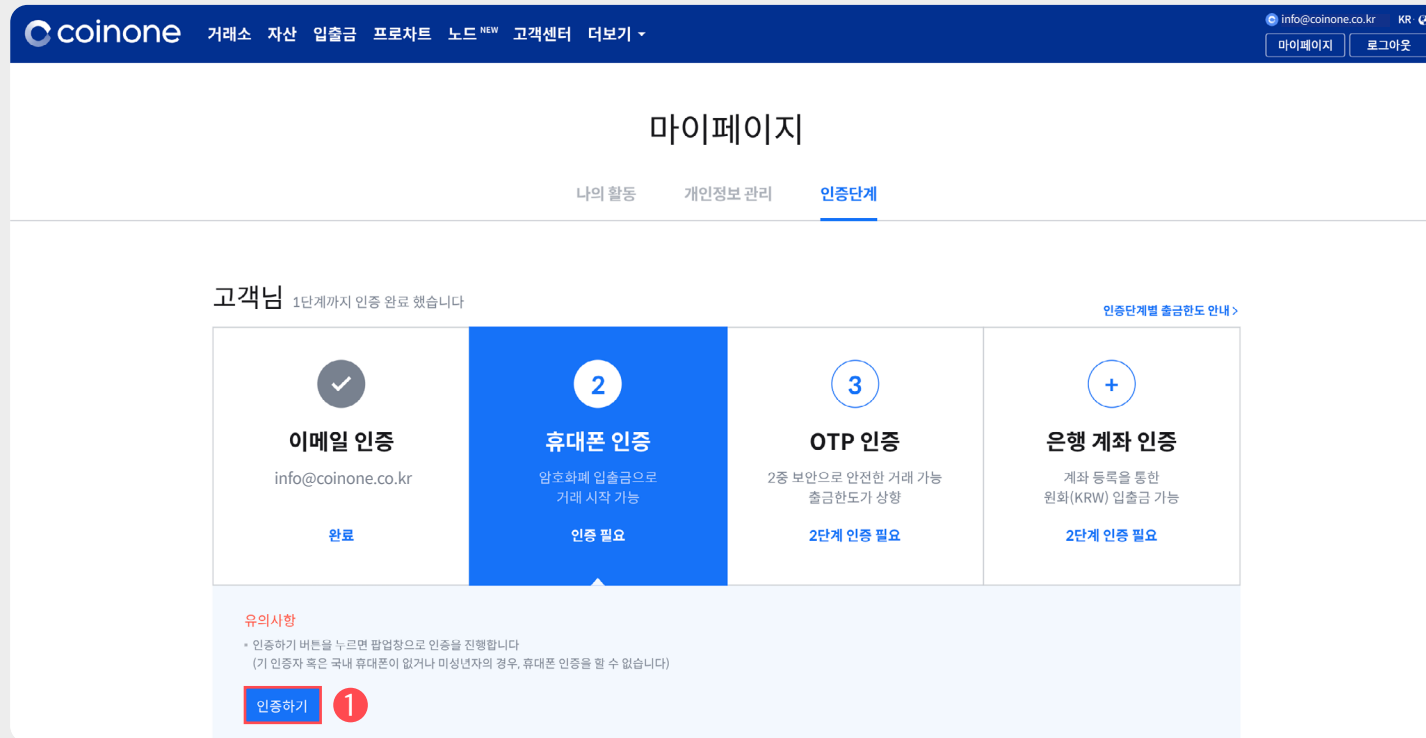 coinone 거래소 자산 입출금 프로차트 노드 NEW 고객센터 더보기
info@coinone.co.kr KR
마이페이지 로그아웃
마이페이지
나의 활동 개인정보 관리 인증단계
고객님 1단계까지 인증 완료 했습니다
인증단계별 출금한도 안내 >
이메일 인증
info@coinone.co.kr
완료
2
휴대폰 인증
암호화폐 입출금으로
거래 시작 가능
인증 필요
3
OTP 인증
2중 보안으로 안전한 거래 가능
출금한도가 상향
2단계 인증 필요
+
은행 계좌 인증
계좌 등록을 통한
원화(KRW) 입출금 가능
2단계 인증 필요
유의사항
인증하기 버튼을 누르면 팝업창으로 인증을 진행합니다
(기 인증자 혹은 국내 휴대폰이 없거나 미성년자의 경우, 휴대폰 인증을 할 수 없습니다)
인증하기 1